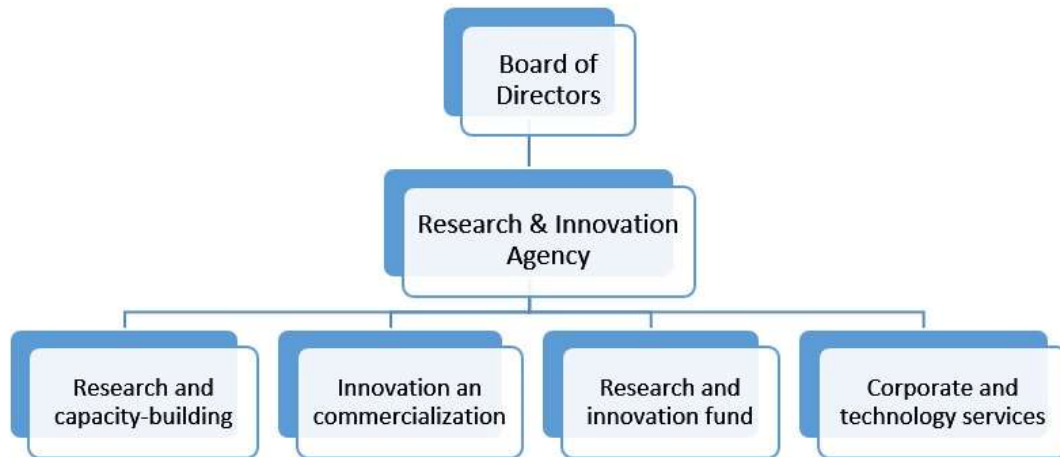 Board of
Directors
Research & Innovation
Agency
Research and
capacity-building
Innovation an
commercialization
Research and
innovation fund
Corporate and
technology services